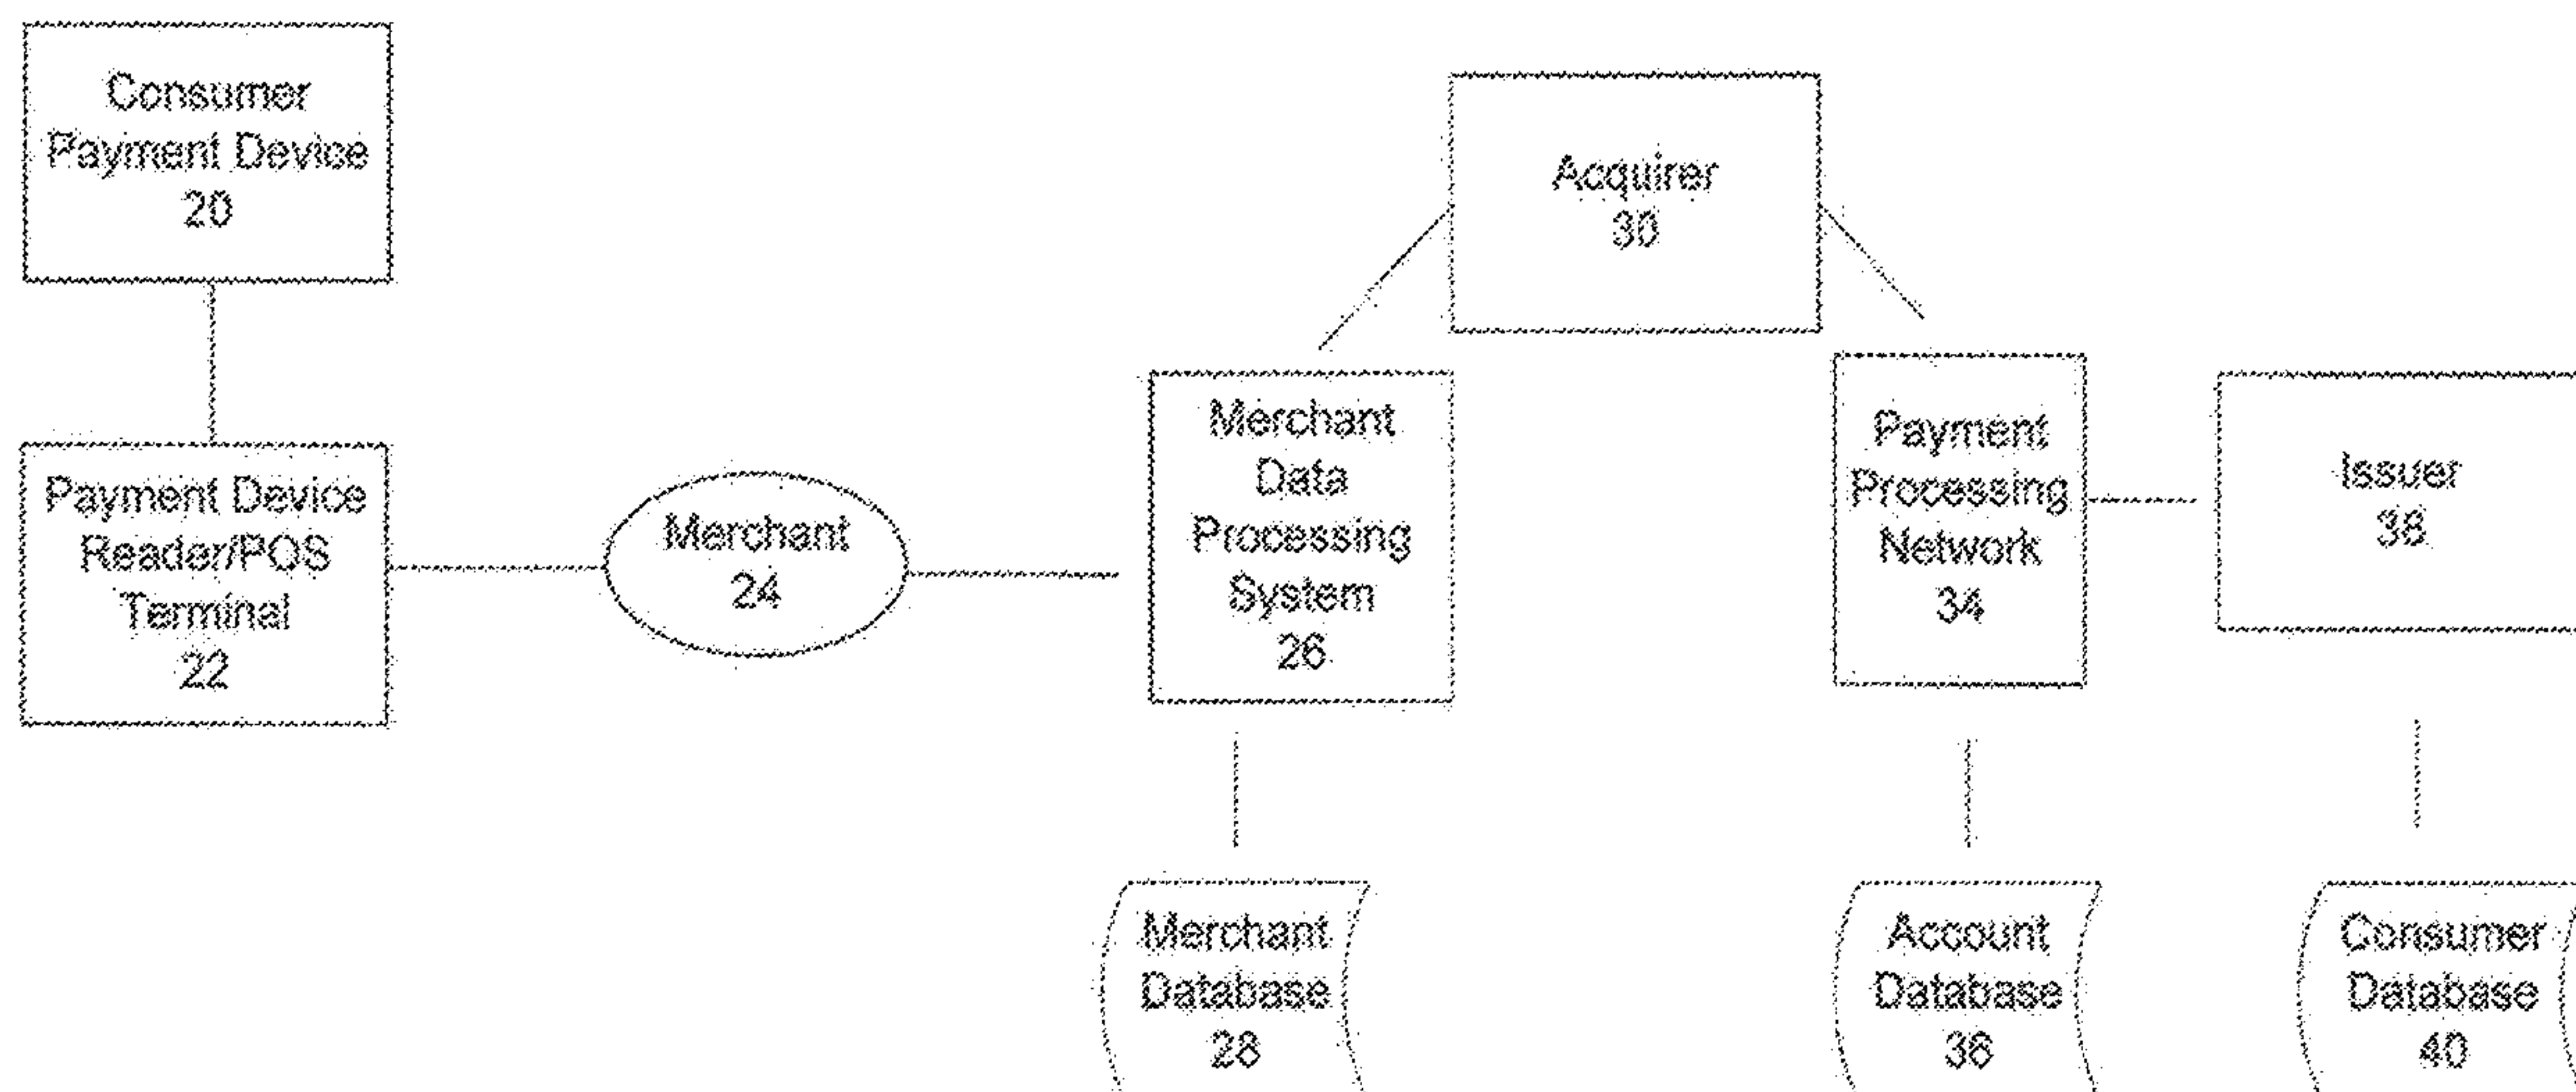 Consumer
Payment Device
20
Payment Device
Reader/POS
Terminal
22
Merchant
24
Merchant
Data
Processing
System
26
Merchant
Database
28
Acquirer
30
Payment
Processing
Network
34
Account
Database
36
Issuer
38
Consumer
Database
40